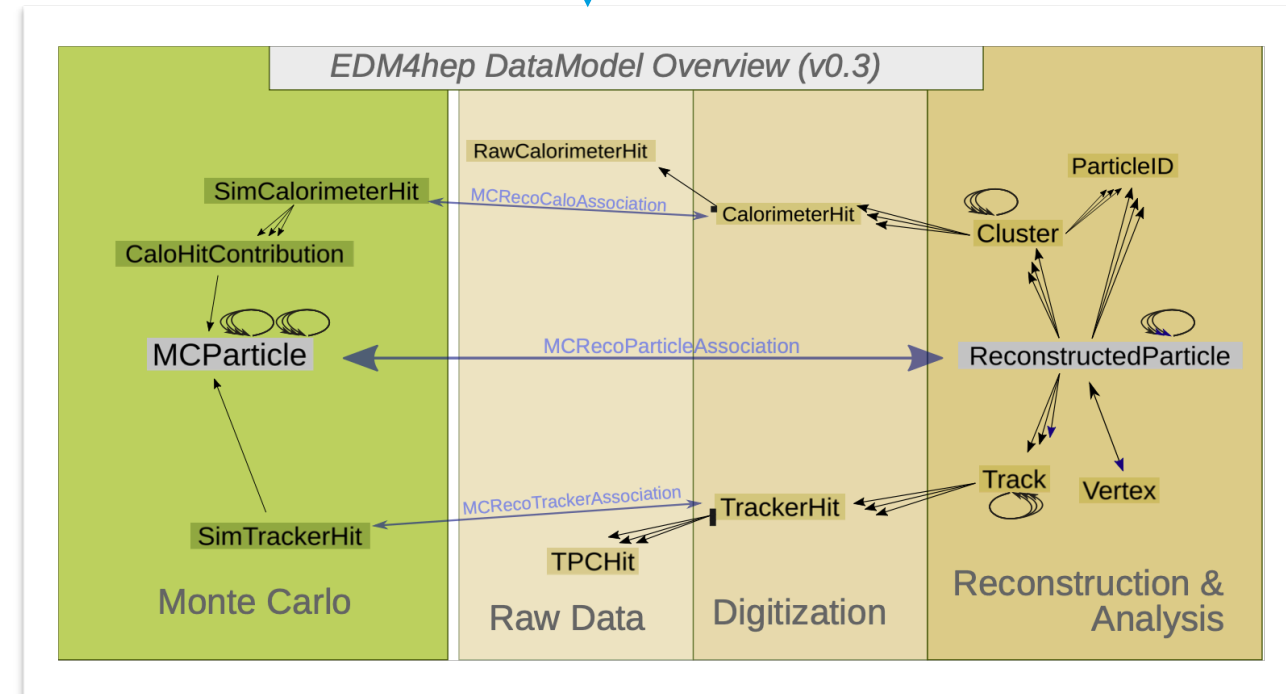 EDM4hep DataModel Overview (v0.3)
RawCalorimeterHit
ParticleID
SimCalorimeterHit
MCRecoCaloAssociation
CalorimeterHit
Cluster
CaloHitContribution
MCParticle
MCRecoParticleAssociation
ReconstructedParticle
Track
Vertex
MCRecoTrackerAssociation
TrackerHit
SimTrackerHit
TPCHit
Monte Carlo
Raw Data
Digitization
Reconstruction &
Analysis